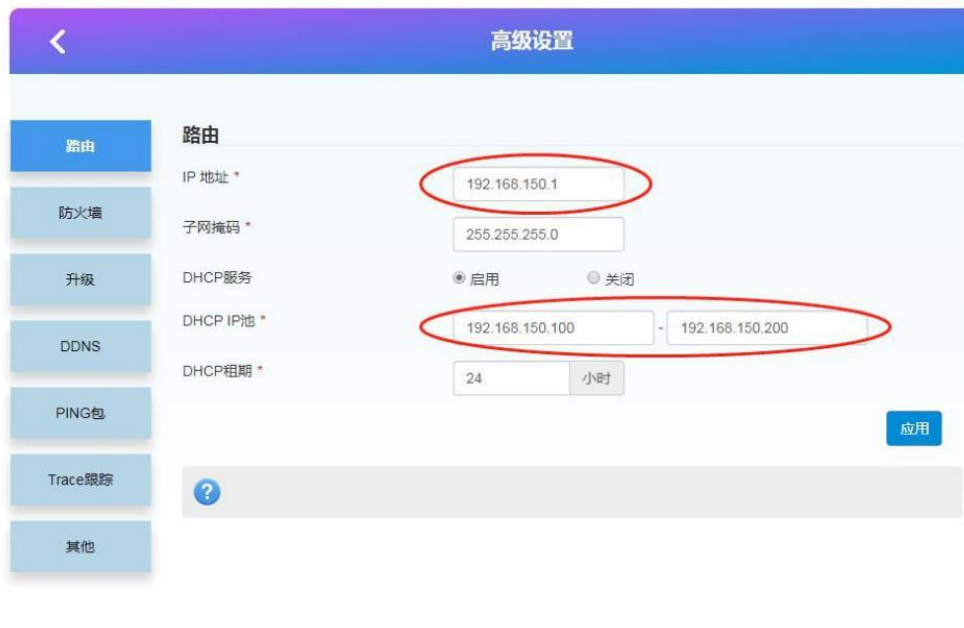 高级设置
路由
防火墙
升级
DDNS
PING包
Trace跟踪
其他
路由
IP 地址 * 192.168.150.1
子网掩码 * 255.255.255.0
DHCP服务 启用 关闭
DHCP IP池 * 192.168.150.100 - 192.168.150.200
DHCP租期 * 24 小时
应用
?